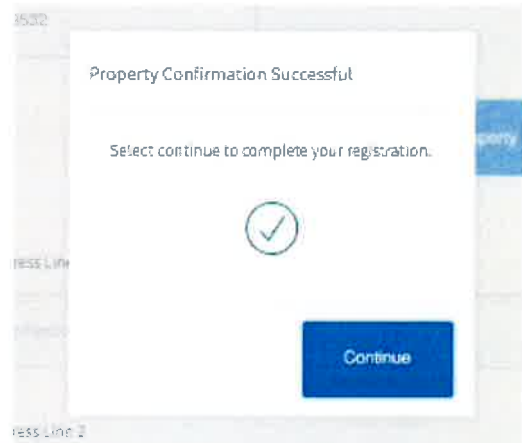 Property Confirmation Successful
Select continue to complete your registration.
Continue